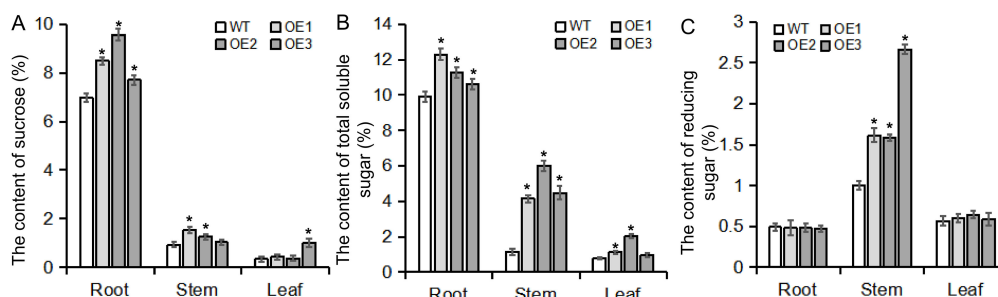 A
The content of sucrose (%)
10
8
6
4
2
0
WT OE1
OE2 OE3
* * *
* *
*
Root Stem Leaf
B
The content of total soluble
sugar (%)
14
12
10
8
6
4
2
0
WT OE1
OE2 OE3
* * *
* * *
* *
Root Stem Leaf
C
The content of reducing
sugar (%)
3
2.5
2
1.5
1
0.5
0
WT OE1
OE2 OE3
* * *
Root Stem Leaf